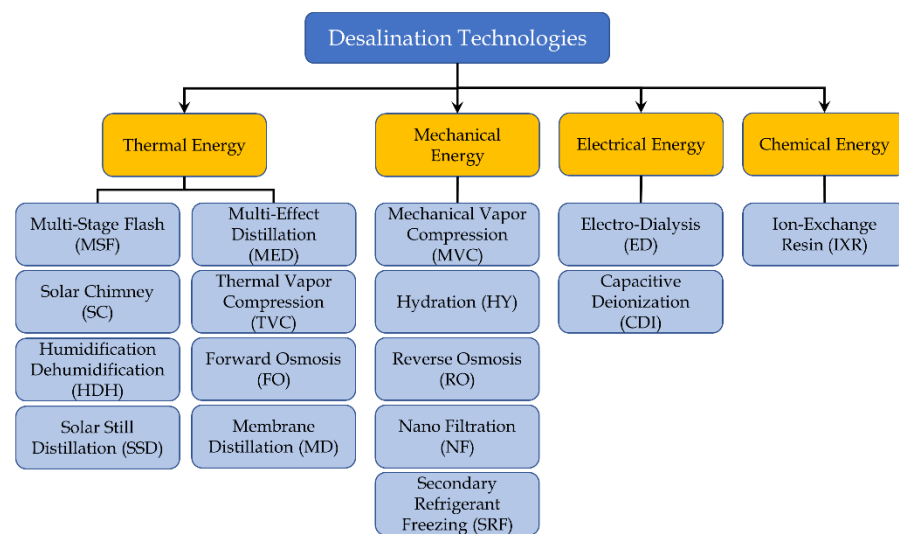 Desalination Technologies
Thermal Energy
Mechanical
Energy
Electrical Energy
Chemical Energy
Multi-Stage Flash
(MSF)
Multi-Effect
Distillation
(MED)
Mechanical Vapor
Compression
(MVC)
Electro-Dialysis
(ED)
Ion-Exchange
Resin (IXR)
Solar Chimney
(SC)
Thermal Vapor
Compression
(TVC)
Hydration (HY)
Capacitive
Deionization
(CDI)
Humidification
Dehumidification
(HDH)
Forward Osmosis
(FO)
Reverse Osmosis
(RO)
Solar Still
Distillation (SSD)
Membrane
Distillation (MD)
Nano Filtration
(NF)
Secondary
Refrigerant
Freezing (SRF)